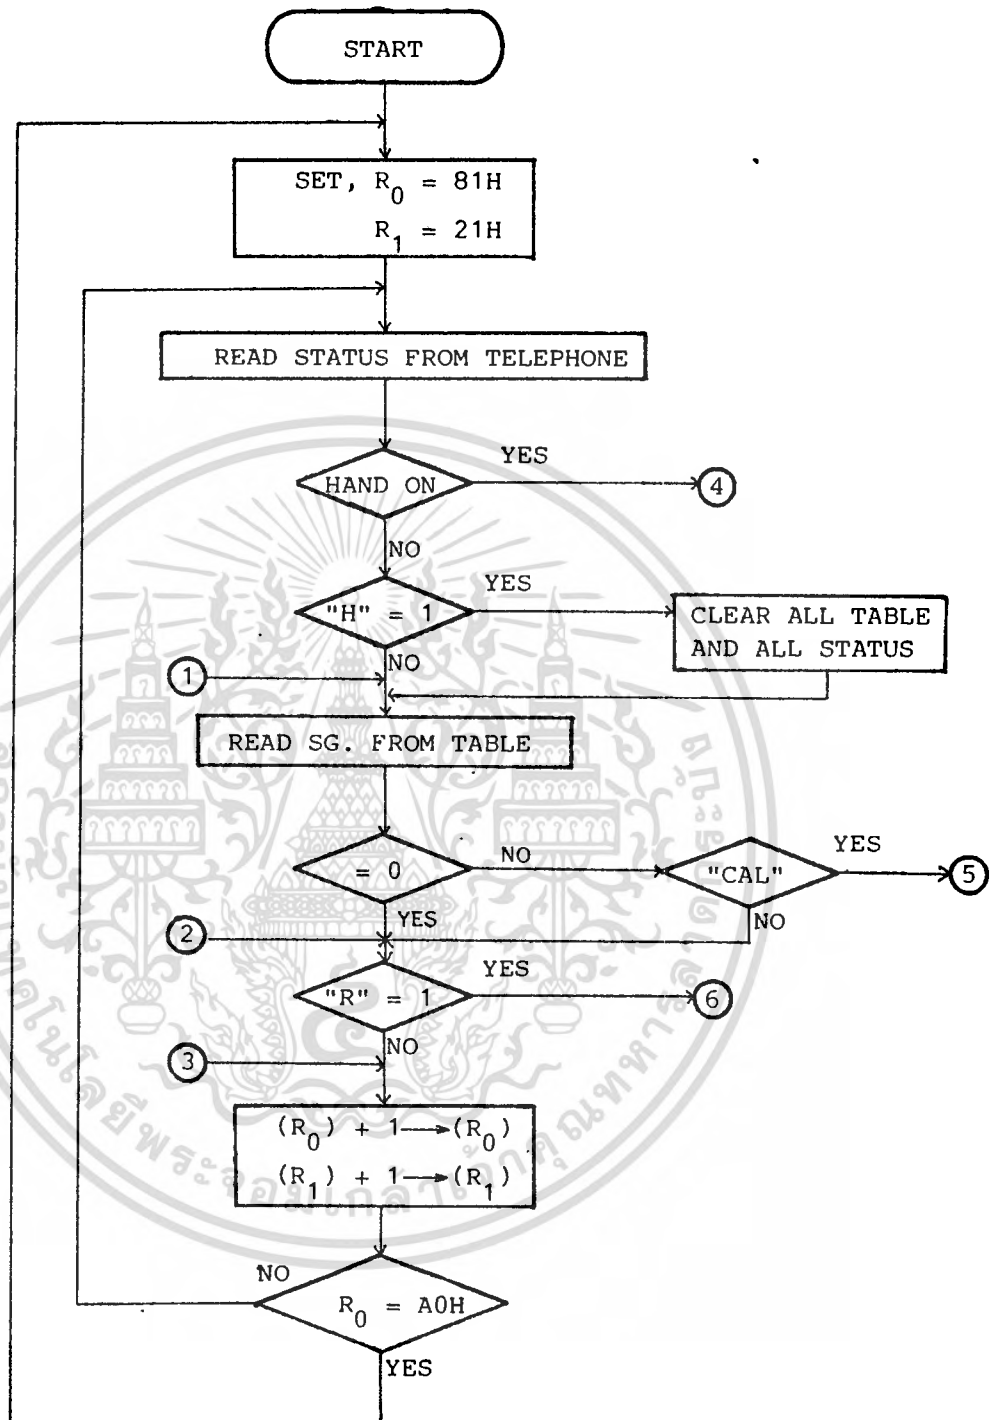 START
SET, R0 = 81H
R1 = 21H
READ STATUS FROM TELEPHONE
HAND ON
YES
4
NO
"H" = 1
YES
CLEAR ALL TABLE
AND ALL STATUS
NO
1
READ SG. FROM TABLE
= 0
NO
"CAL"
YES
5
YES
NO
2
"R" = 1
YES
6
NO
3
(R0) + 1⟶(R0)
(R1) + 1⟶(R1)
NO
R0 = A0H
YES